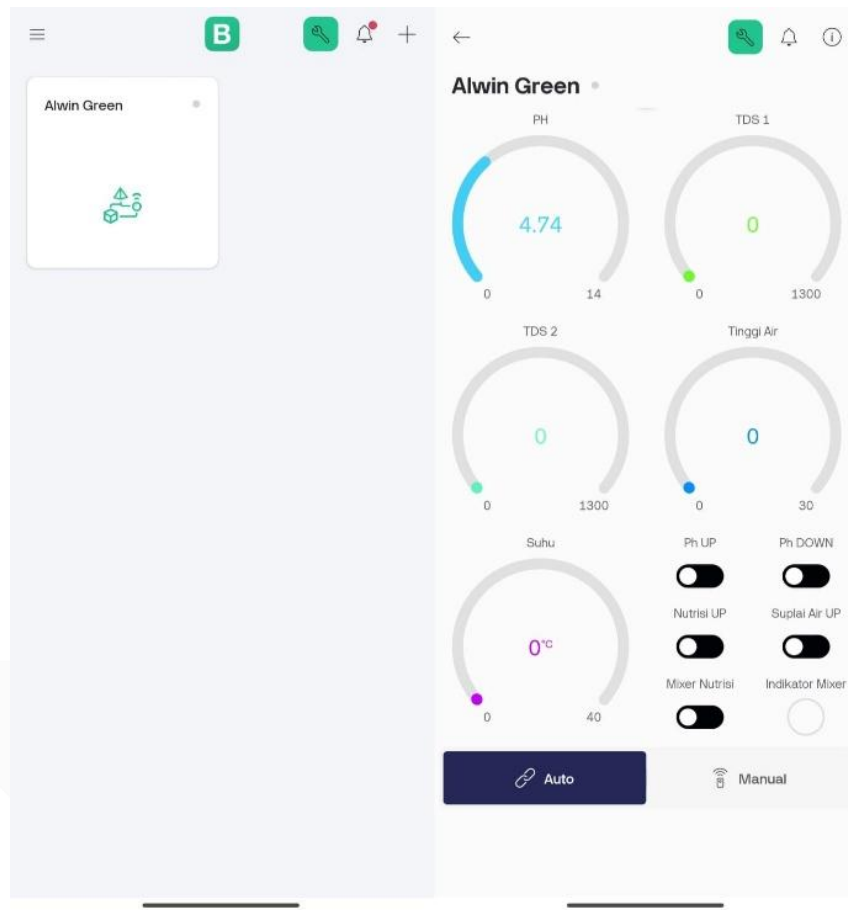 B
Alwin Green
Alwin Green
PH
TDS 1
4.74
0
0
14
0
1300
TDS 2
Tinggi Air
0
0
0
1300
0
30
Suhu
Ph UP
Ph DOWN
Nutrisi UP
Suplai Air UP
0°C
Mixer Nutrisi
Indikator Mixer
0
40
Auto
Manual